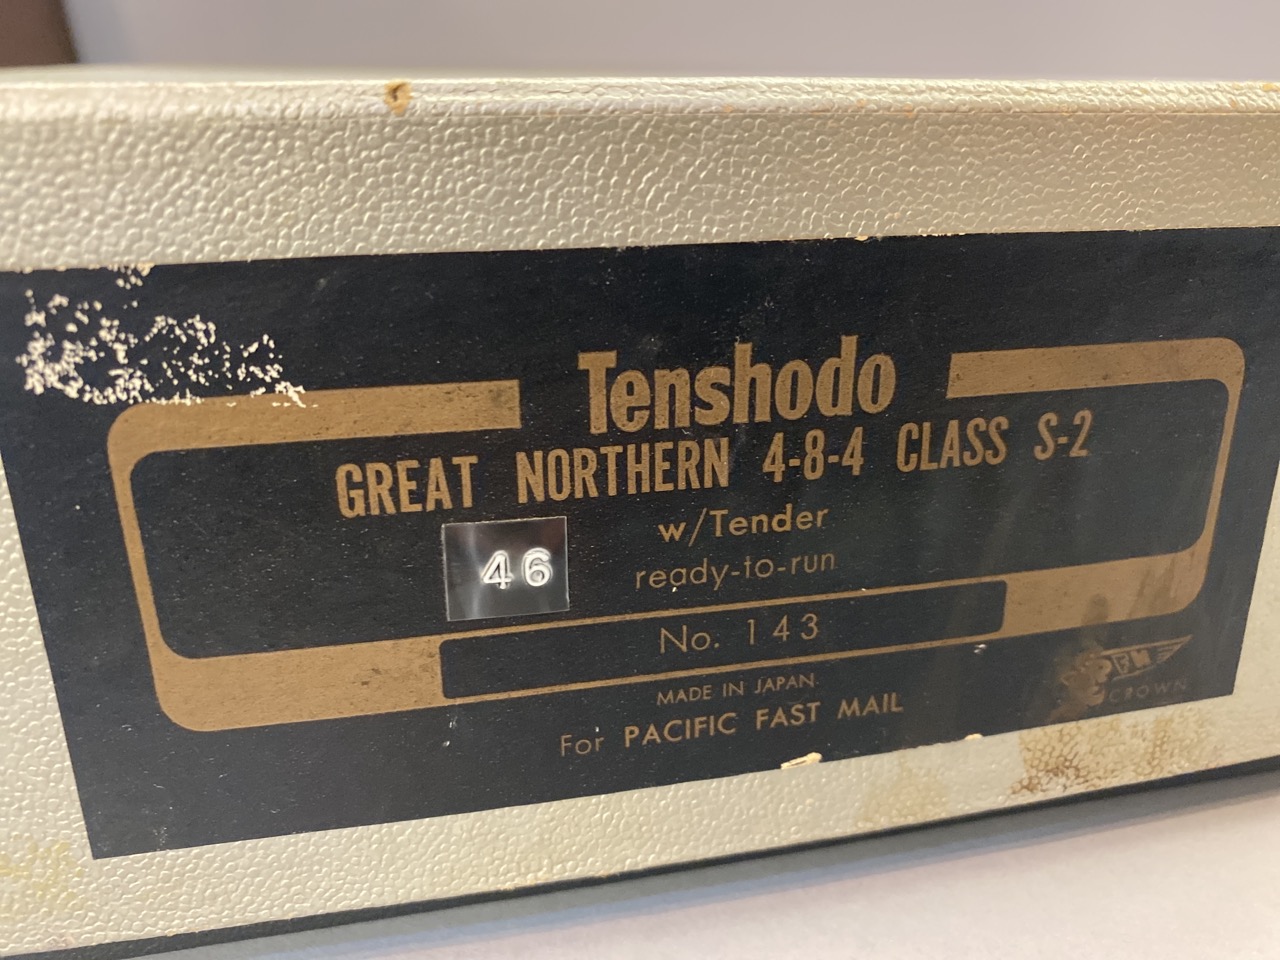 Tenshodo
GREAT NORTHERN 4-8-4 CLASS S-2
w/Tender
46
ready-to-run
No. 143
MADE IN JAPAN
For PACIFIC FAST MAIL
PFM
CROWN